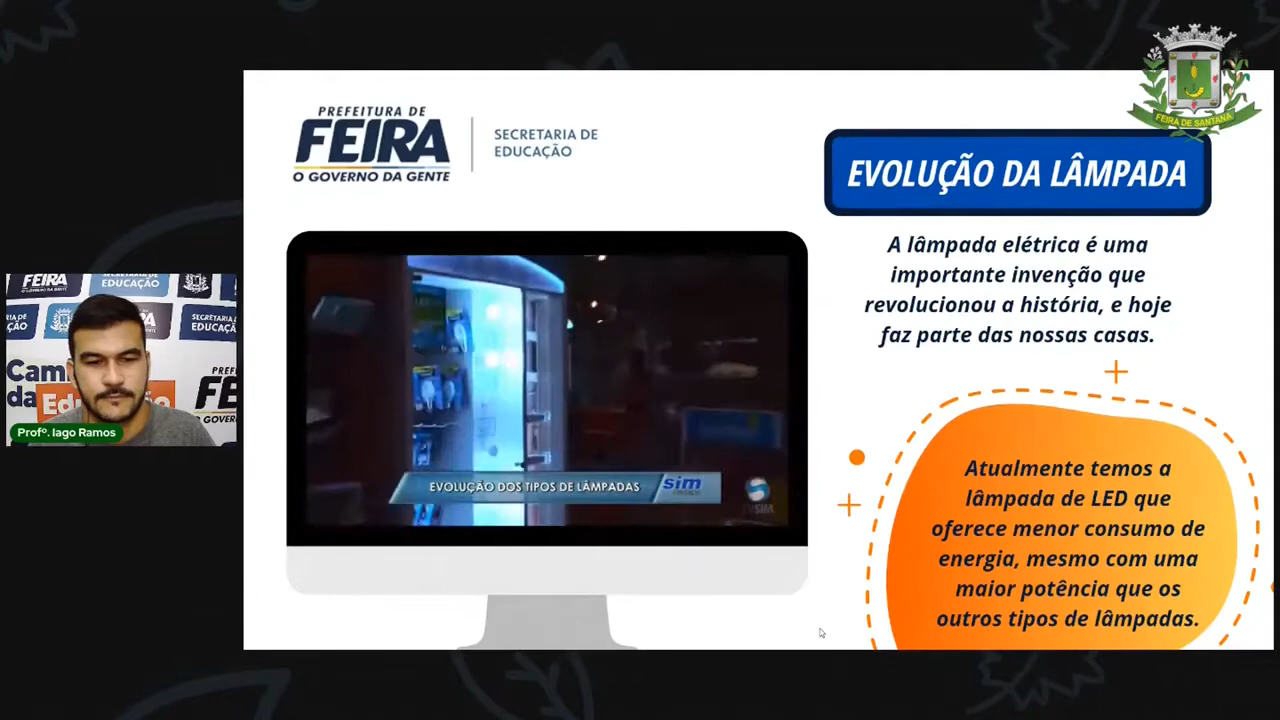 PREFEITURA DE
FEIRA
O GOVERNO DA GENTE
SECRETARIA DE
EDUCAÇÃO
FEIRA DE SANTANA
EVOLUÇÃO DA LÂMPADA
A lâmpada elétrica é uma
importante invenção que
revolucionou a história, e hoje
faz parte das nossas casas.
EVOLUÇÃO DOS TIPOS DE LÂMPADAS
sim
TVSIM
Atualmente temos a
lâmpada de LED que
oferece menor consumo de
energia, mesmo com uma
maior potência que os
outros tipos de lâmpadas.
FEIRA
SECRETARIA DE
EDUCAÇÃO
Profº. Iago Ramos